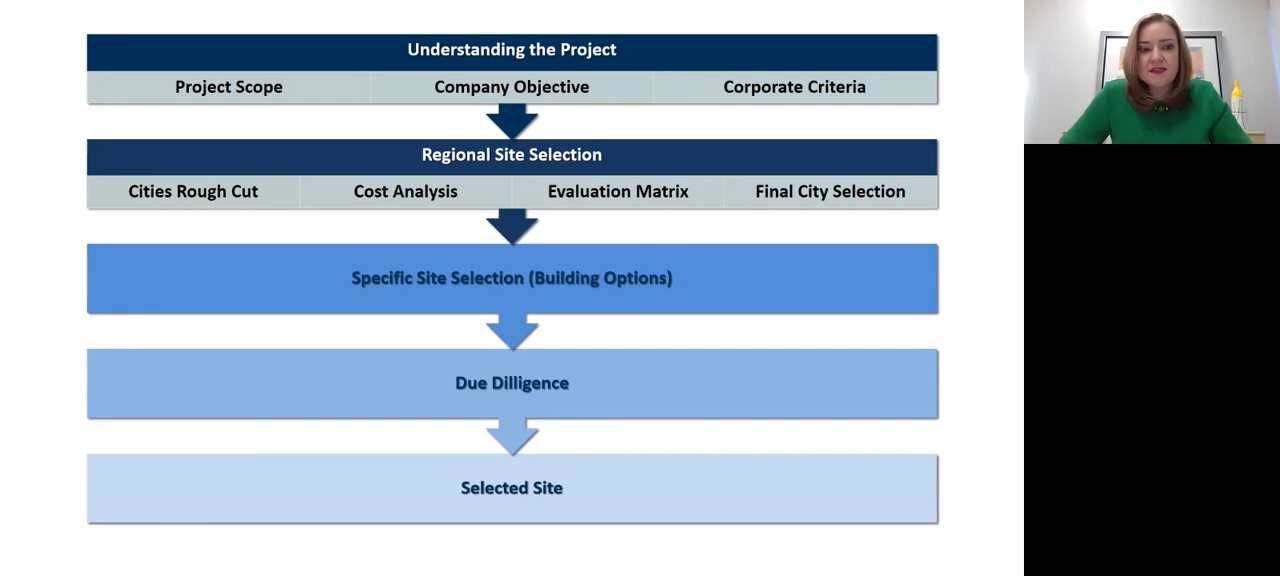 Understanding the Project
Project Scope Company Objective Corporate Criteria
Regional Site Selection
Cities Rough Cut Cost Analysis Evaluation Matrix Final City Selection
Specific Site Selection (Building Options)
Due Dilligence
Selected Site